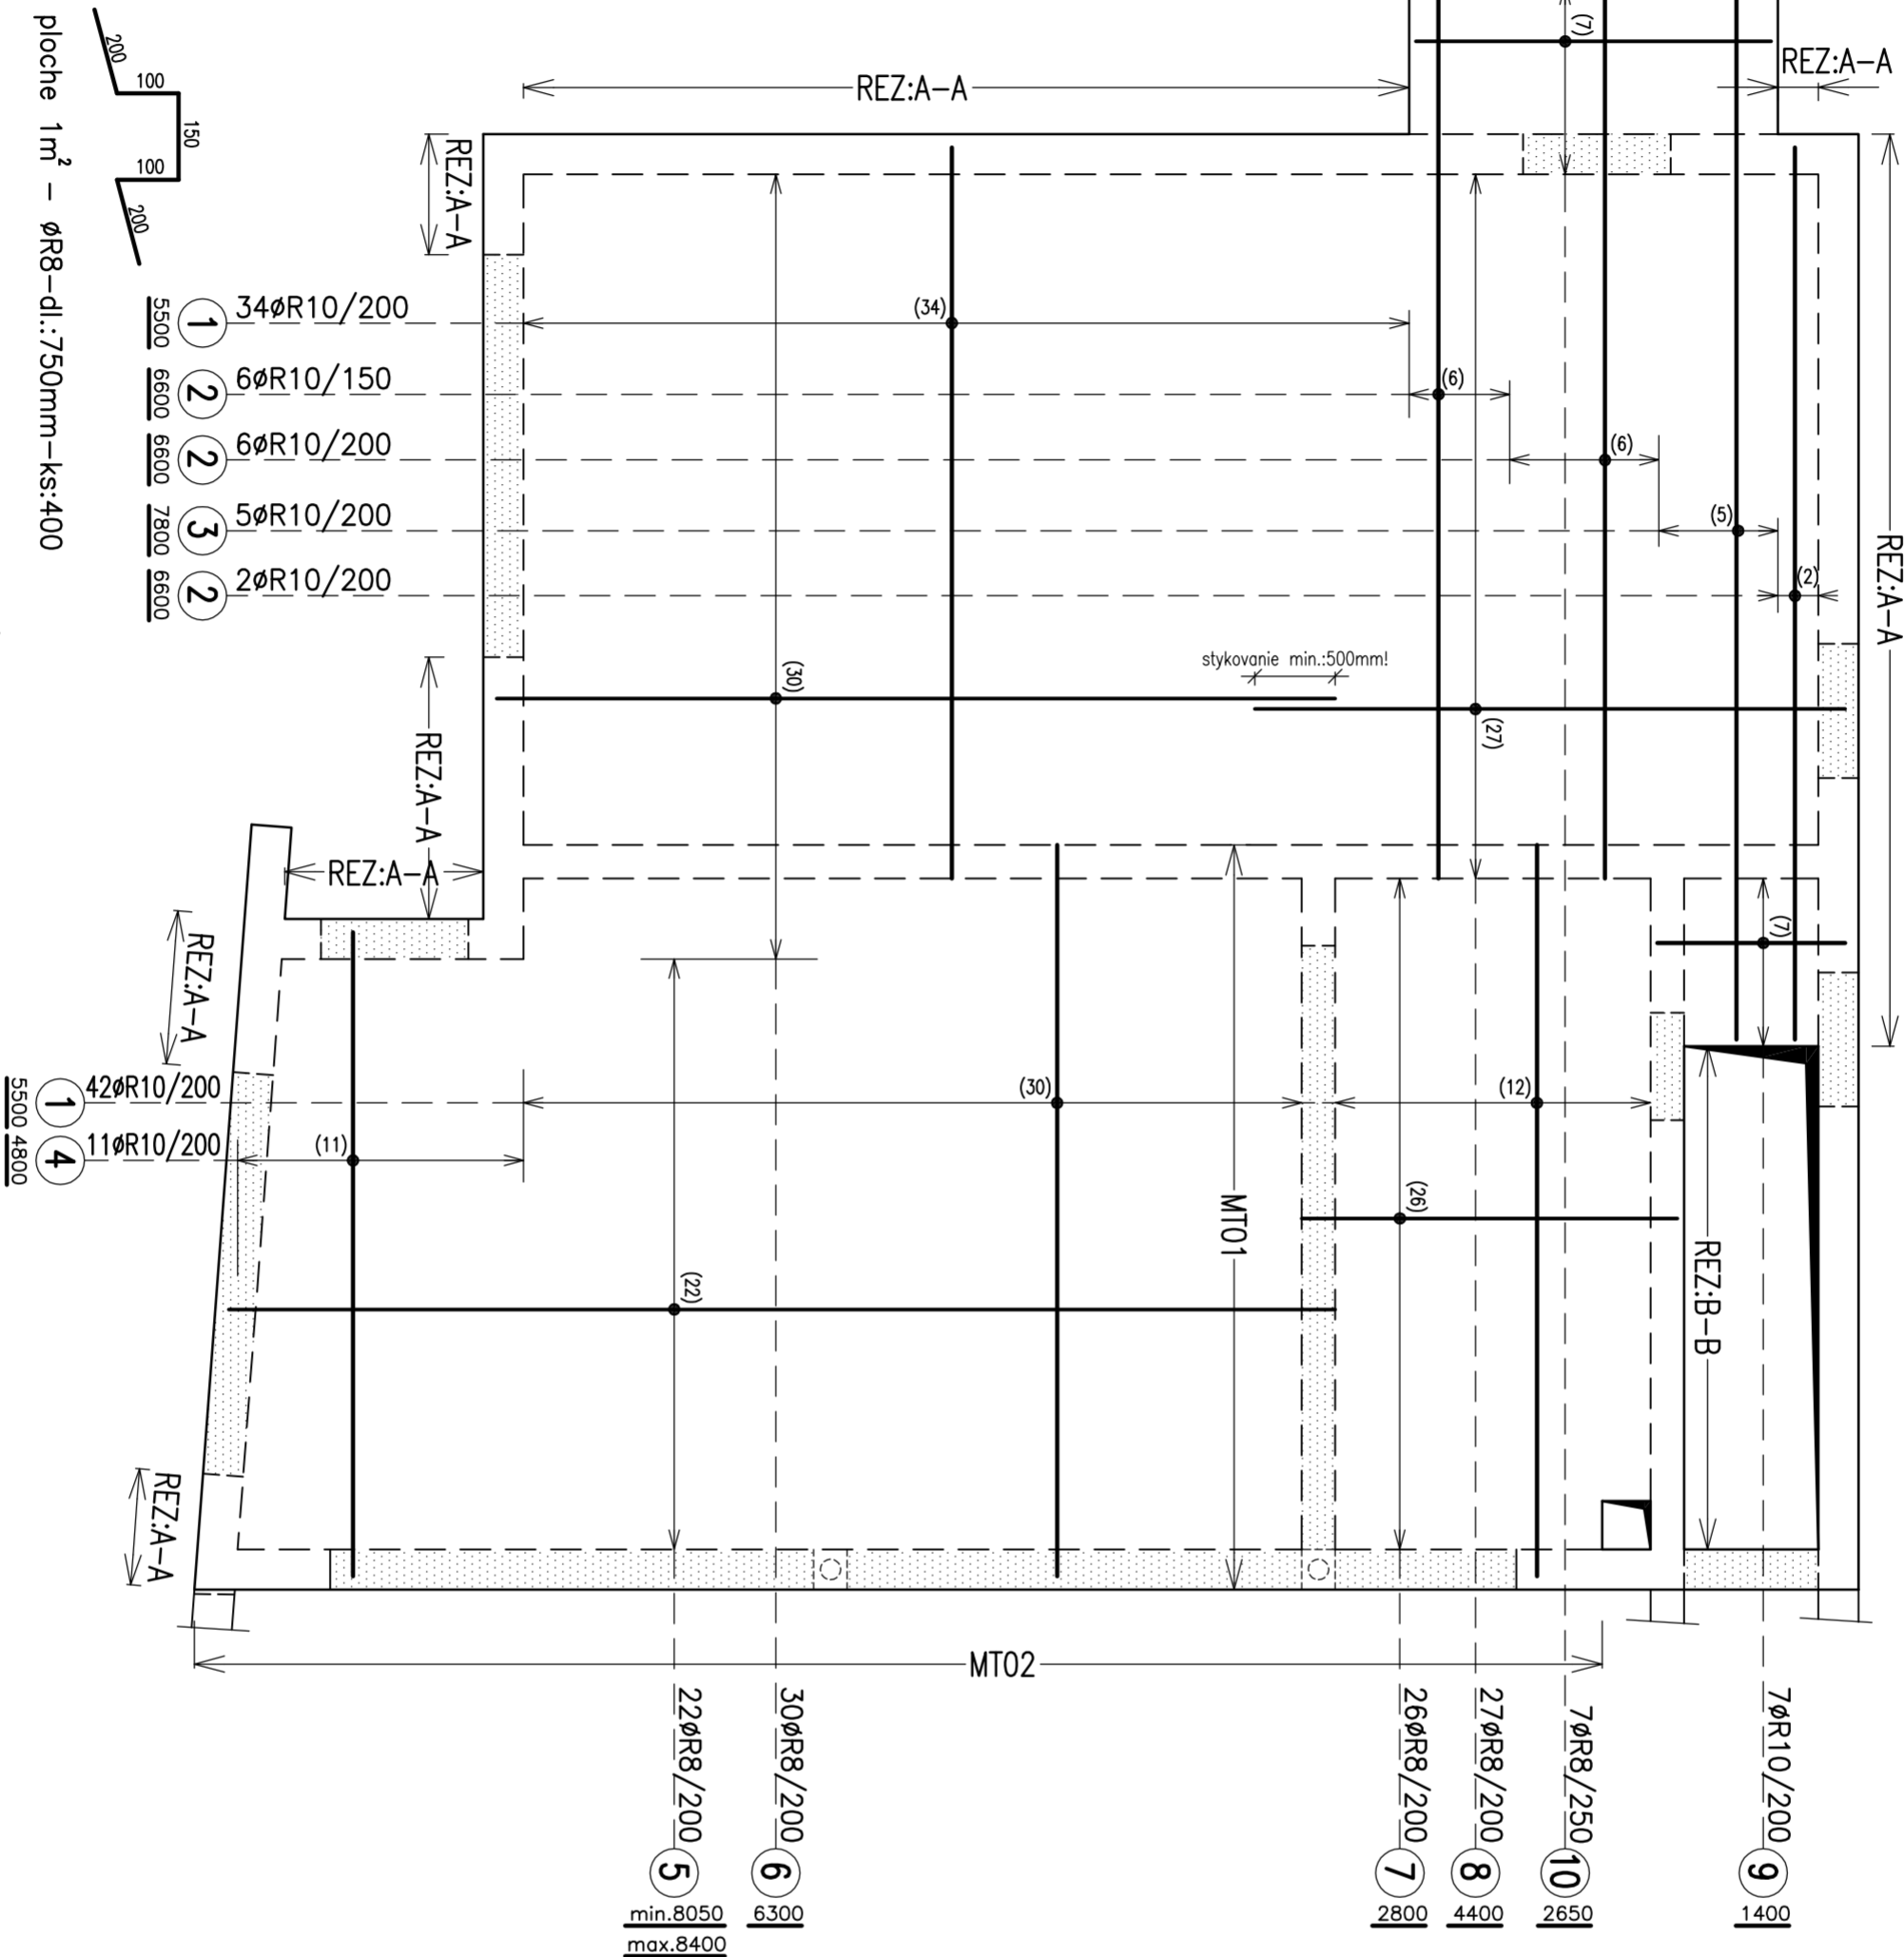 (7)
REZ:A-A
REZ:A-A
REZ:A-A
REZ:A-A
200
100
150
100
200
ploche 1m² - øR8-dl.:750mm-ks:400
34øR10/200
1
5500
(34)
6øR10/150
2
6600
(6)
6øR10/200
2
6600
(6)
5øR10/200
3
7800
(5)
2øR10/200
2
6600
(2)
stykovanie min.:500mm!
(30)
(27)
REZ:A-A
REZ:A-A
REZ:A-A
(7)
42øR10/200
1
5500
(30)
(12)
11øR10/200
4
4800
(11)
MT01
(26)
(22)
REZ:B-B
REZ:A-A
MT02
22øR8/200
5
min.8050
max.8400
30øR8/200
6
6300
26øR8/200
7
2800
27øR8/200
8
4400
7øR8/250
10
2650
7øR10/200
9
1400